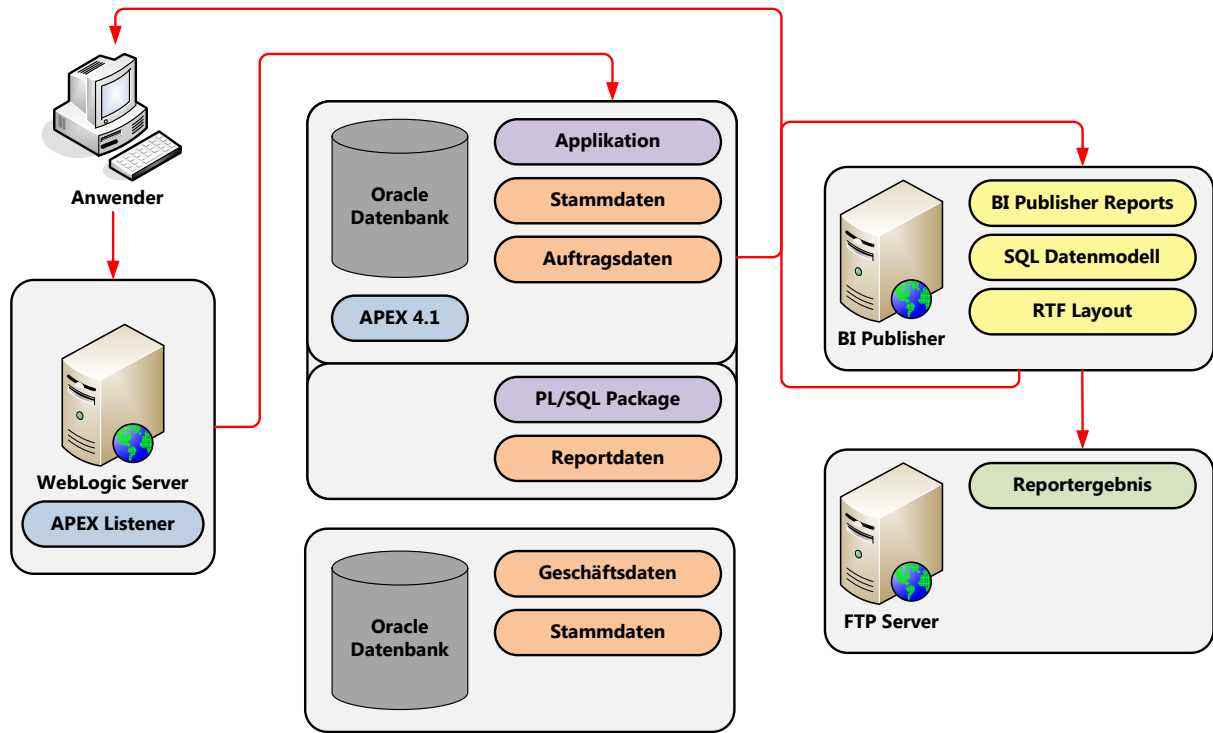 Anwender
WebLogic Server
APEX Listener
Oracle
Datenbank
APEX 4.1
Applikation
Stammdaten
Auftragsdaten
PL/SQL Package
Reportdaten
Oracle
Datenbank
Geschäftsdaten
Stammdaten
BI Publisher
BI Publisher Reports
SQL Datenmodell
RTF Layout
FTP Server
Reportergebnis